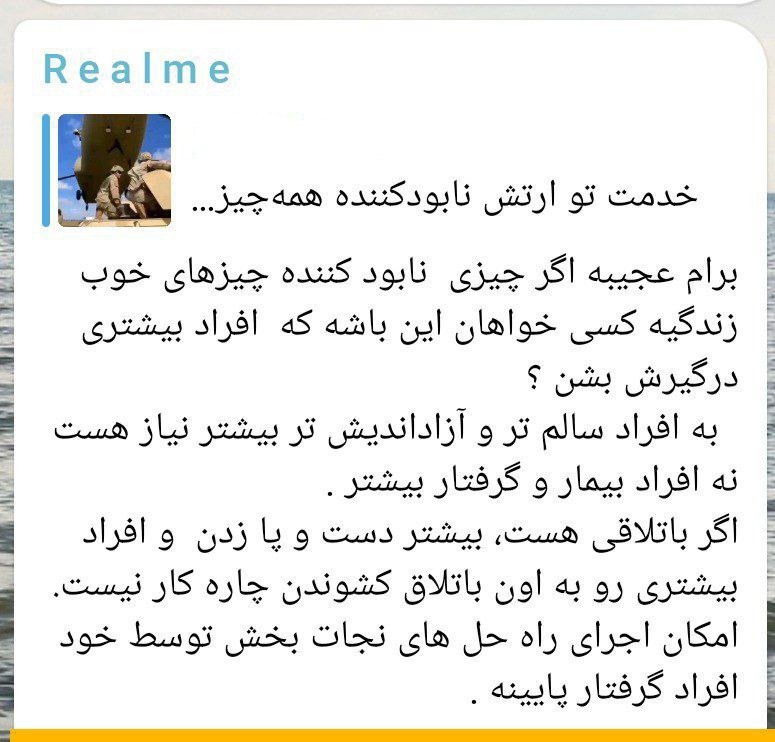 Realme
خدمت تو ارتش نابودکننده همه‌چیز...
برام عجیبه اگر چیزی نابود کننده چیزهای خوب
زندگیه کسی خواهان این باشه که افراد بیشتری
درگیرش بشن ؟
به افراد سالم تر و آزاداندیش تر بیشتر نیاز هست
نه افراد بیمار و گرفتار بیشتر .
اگر باتلاقی هست، بیشتر دست و پا زدن و افراد
بیشتری رو به اون باتلاق کشوندن چاره کار نیست.
امکان اجرای راه حل های نجات بخش توسط خود
افراد گرفتار پایینه .